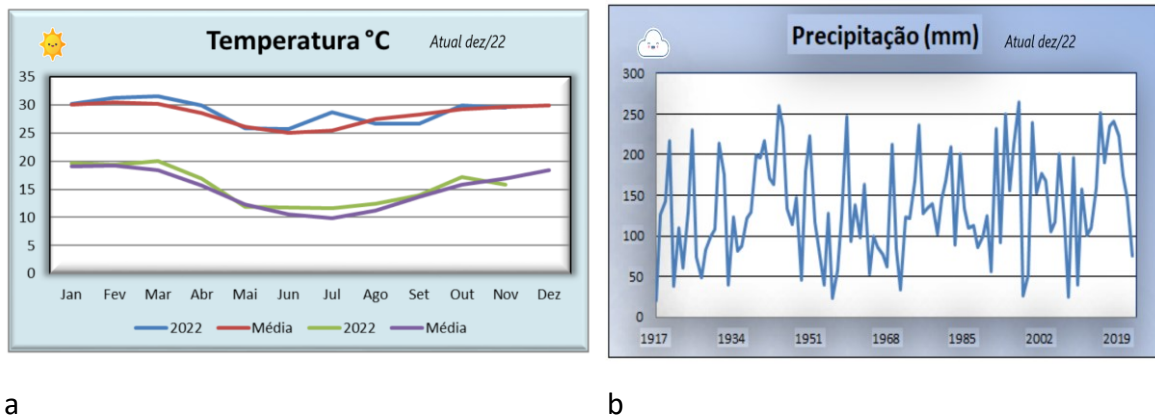 Temperatura °C
Atual dez/22
35
30
25
20
15
10
5
0
Jan Fev Mar Abr Mai Jun Jul Ago Set Out Nov Dez
2022 Média 2022 Média
a
Precipitação (mm)
Atual dez/22
300
250
200
150
100
50
0
1917 1934 1951 1968 1985 2002 2019
b